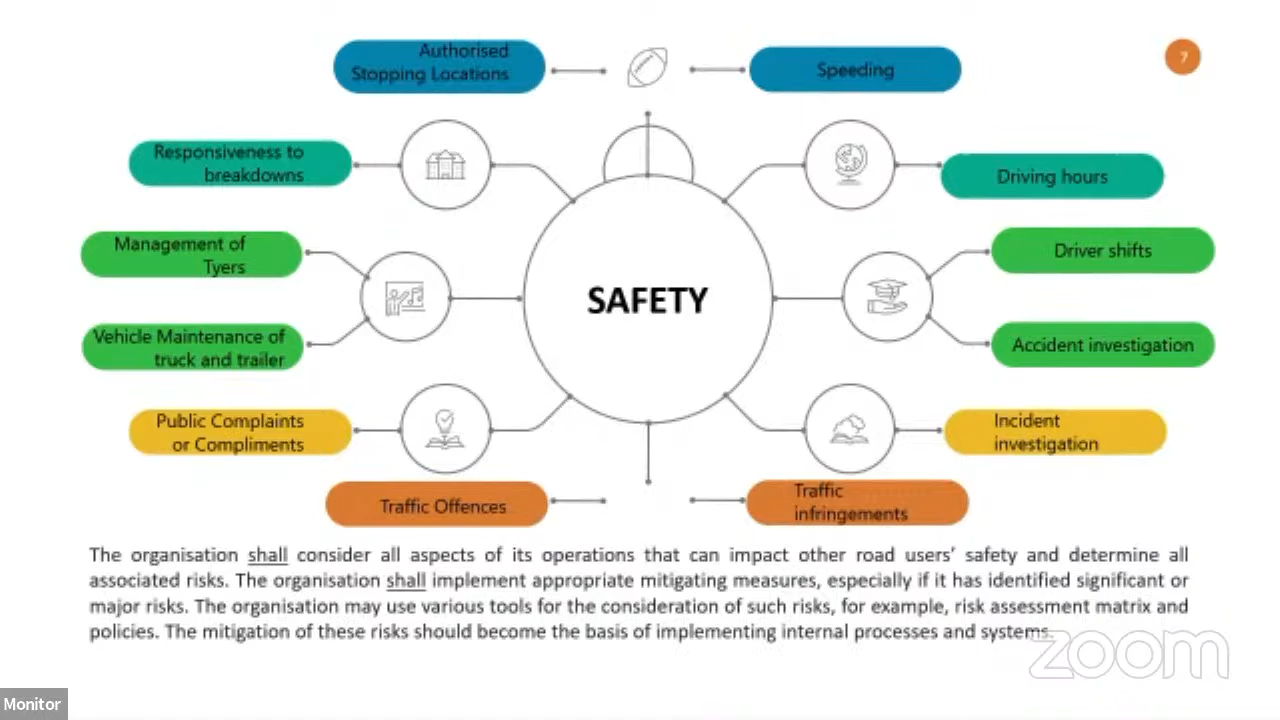 Authorised
Stopping Locations
Speeding
7
Responsiveness to
breakdowns
Driving hours
Management of
Tyers
Driver shifts
SAFETY
Vehicle Maintenance of
truck and trailer
Accident investigation
Public Complaints
or Compliments
Incident
investigation
Traffic Offences
Traffic
infringements
The organisation shall consider all aspects of its operations that can impact other road users' safety and determine all
associated risks. The organisation shall implement appropriate mitigating measures, especially if it has identified significant or
major risks. The organisation may use various tools for the consideration of such risks, for example, risk assessment matrix and
policies. The mitigation of these risks should become the basis of implementing internal processes and systems.
zoom
Monitor